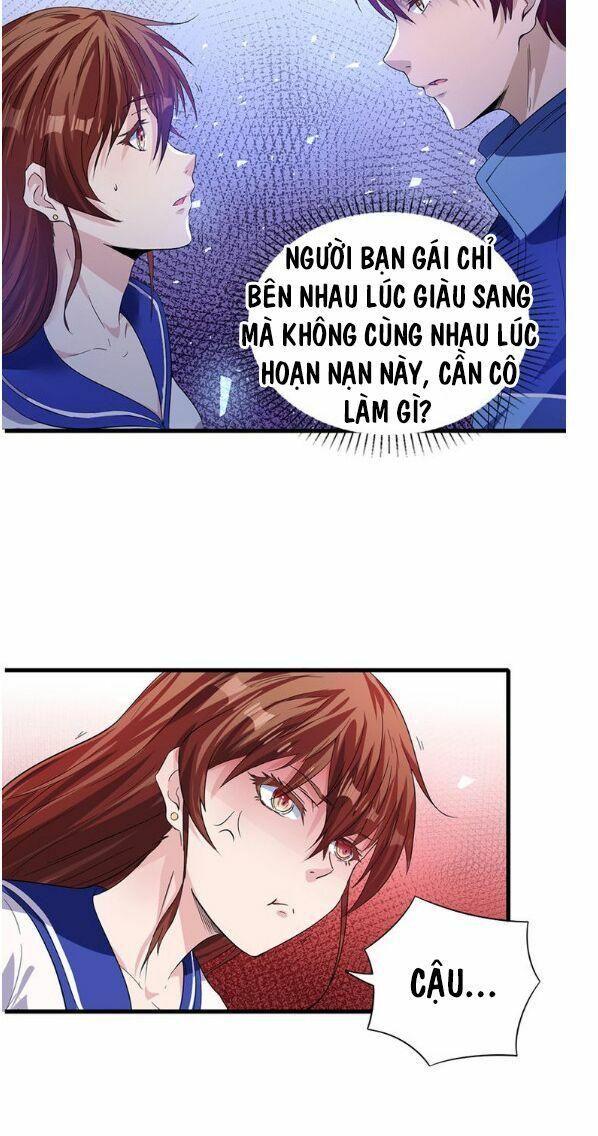 NGƯỜI BẠN GÁI CHỈ
BÊN NHAU LÚC GIÀU SANG
MÀ KHÔNG CÙNG NHAU LÚC
HOẠN NẠN NÀY, CẦN CÔ
LÀM GÌ?
CẬU...